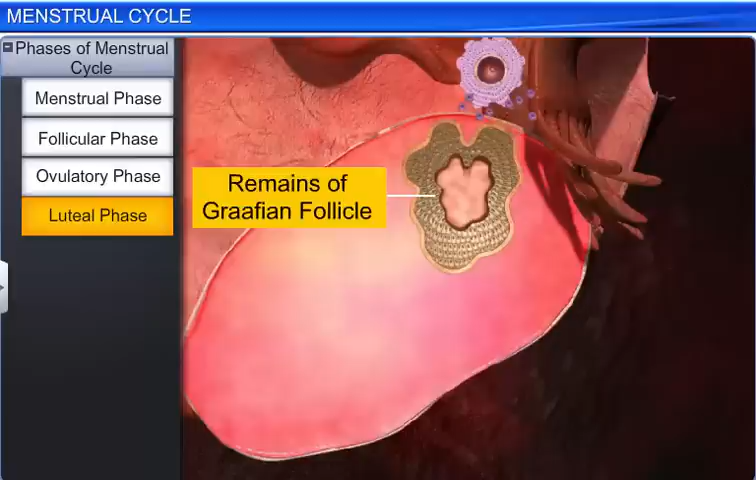 MENSTRUAL CYCLE
Phases of Menstrual
Cycle
Menstrual Phase
Follicular Phase
Ovulatory Phase
Luteal Phase
Remains of
Graafian Follicle